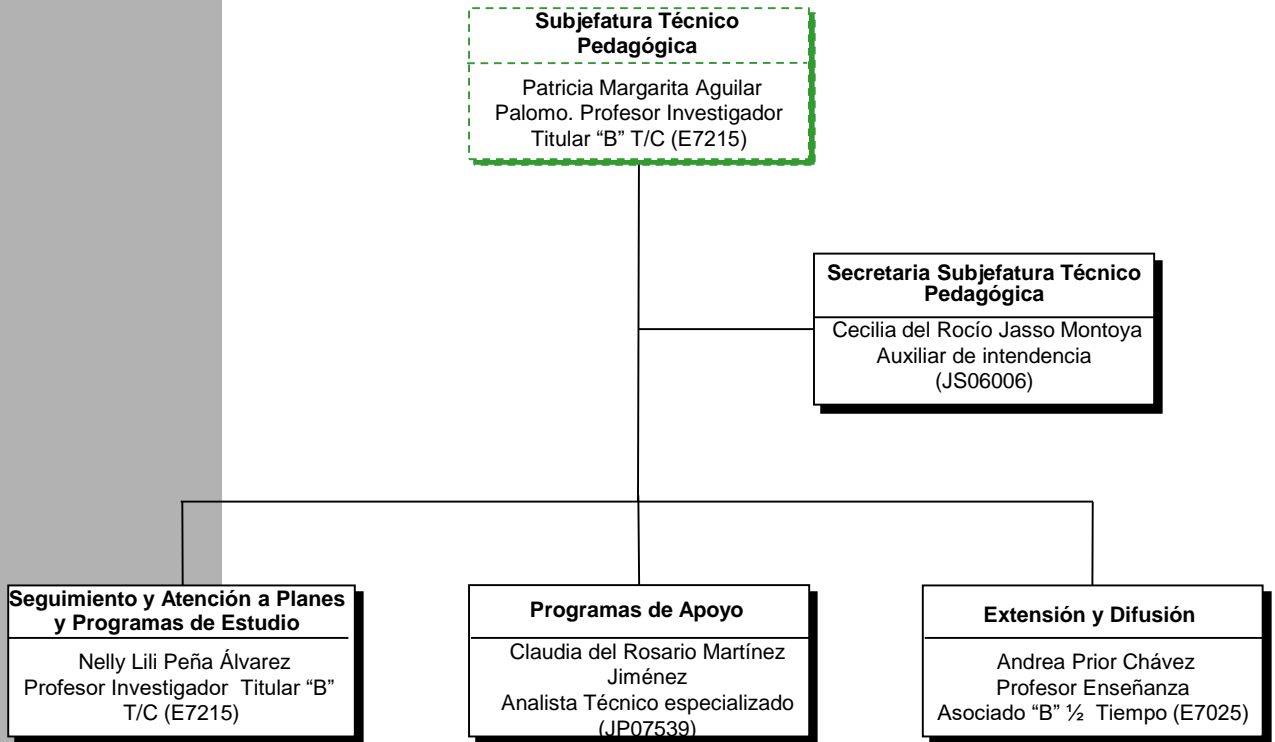 Subjefatura Técnico
Pedagógica
Patricia Margarita Aguilar
Palomo. Profesor Investigador
Titular “B” T/C (E7215)
Secretaria Subjefatura Técnico
Pedagógica
Cecilia del Rocío Jasso Montoya
Auxiliar de intendencia
(JS06006)
Seguimiento y Atención a Planes
y Programas de Estudio
Nelly Lili Peña Álvarez
Profesor Investigador Titular “B”
T/C (E7215)
Programas de Apoyo
Claudia del Rosario Martínez
Jiménez
Analista Técnico especializado
(JP07539)
Extensión y Difusión
Andrea Prior Chávez
Profesor Enseñanza
Asociado “B” ½ Tiempo (E7025)